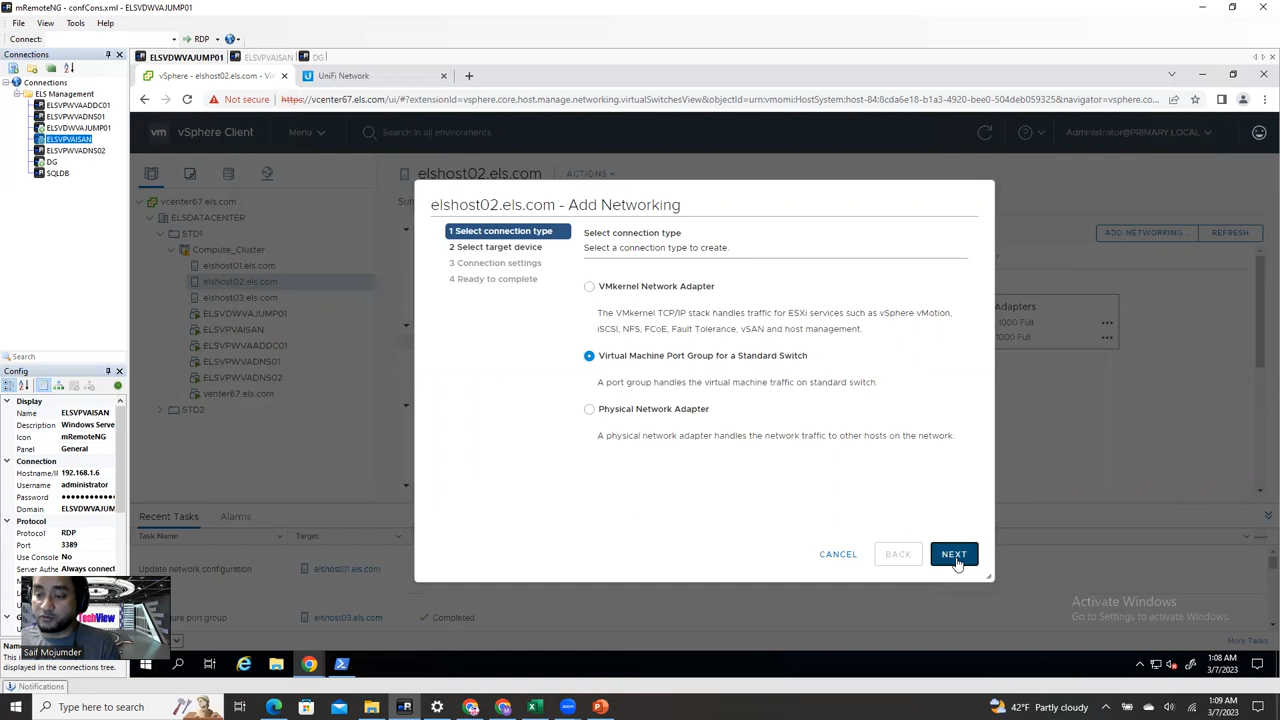 mRemoteNG - confCons.xml - ELSVDWVAJUMP01
File View Tools Help
Connect: RDP
Connections
Connections
ELS Management
ELSVPWVAADDC01
ELSVPWVADNS01
ELSVDWVAJUMP01
ELSVPVAISAN
ELSVPWVADNS02
DG
SQLDB
Search
Config
Display
Name ELSVPVAISAN
Description Windows Serve
Icon mRemoteNG
Panel General
Connection
Hostname/IP 192.168.1.6
Username administrator
Password ••••••••••••
Domain ELSVDWVAJUM
Protocol
Protocol RDP
Port 3389
Use Console No
Server Authe Always connect
displayed in the connections tree.
Notifications
ELSVDWVAJUMP01 ELSVPVAISAN DG
vSphere - elshost02.els.com - Vir
UniFi Network
Not secure https://vcenter67.els.com/ui/#?extensionId=vsphere.core.host.manage.networking.virtualSwitchesView&objectId=urn:vmomi:HostSystem:host-84:8cda6e18-b1a3-4920-bee0-504deb059325&navigator=vsphere.co...
vm vSphere Client Menu Search in all environments Administrator@PRIMARY.LOCAL
vcenter67.els.com
ELSDATACENTER
STD1
Compute_Cluster
elshost01.els.com
elshost02.els.com
elshost03.els.com
ELSVDWVAJUMP01
ELSVPVAISAN
ELSVPWVAADDC01
ELSVPWVADNS01
ELSVPWVADNS02
venter67.els.com.
STD2
elshost02.els.com ACTIONS
ADD NETWORKING... REFRESH
Adapters
1000 Full
1000 Full
elshost02.els.com - Add Networking
1 Select connection type
2 Select target device
3 Connection settings
4 Ready to complete
Select connection type
Select a connection type to create.
VMkernel Network Adapter
The VMkernel TCP/IP stack handles traffic for ESXi services such as vSphere vMotion,
iSCSI, NFS, FCoE, Fault Tolerance, vSAN and host management.
Virtual Machine Port Group for a Standard Switch
A port group handles the virtual machine traffic on standard switch.
Physical Network Adapter
A physical network adapter handles the network traffic to other hosts on the network.
CANCEL BACK NEXT
Recent Tasks Alarms
Task Name Target
Update network configuration elshost01.els.com
re port group elshost03.els.com Completed
More Tasks
Activate Windows
Go to Settings to activate Windows.
TechView
Saif Mojumder
1:08 AM
3/7/2023
Type here to search
42°F Partly cloudy
1:09 AM
3/7/2023